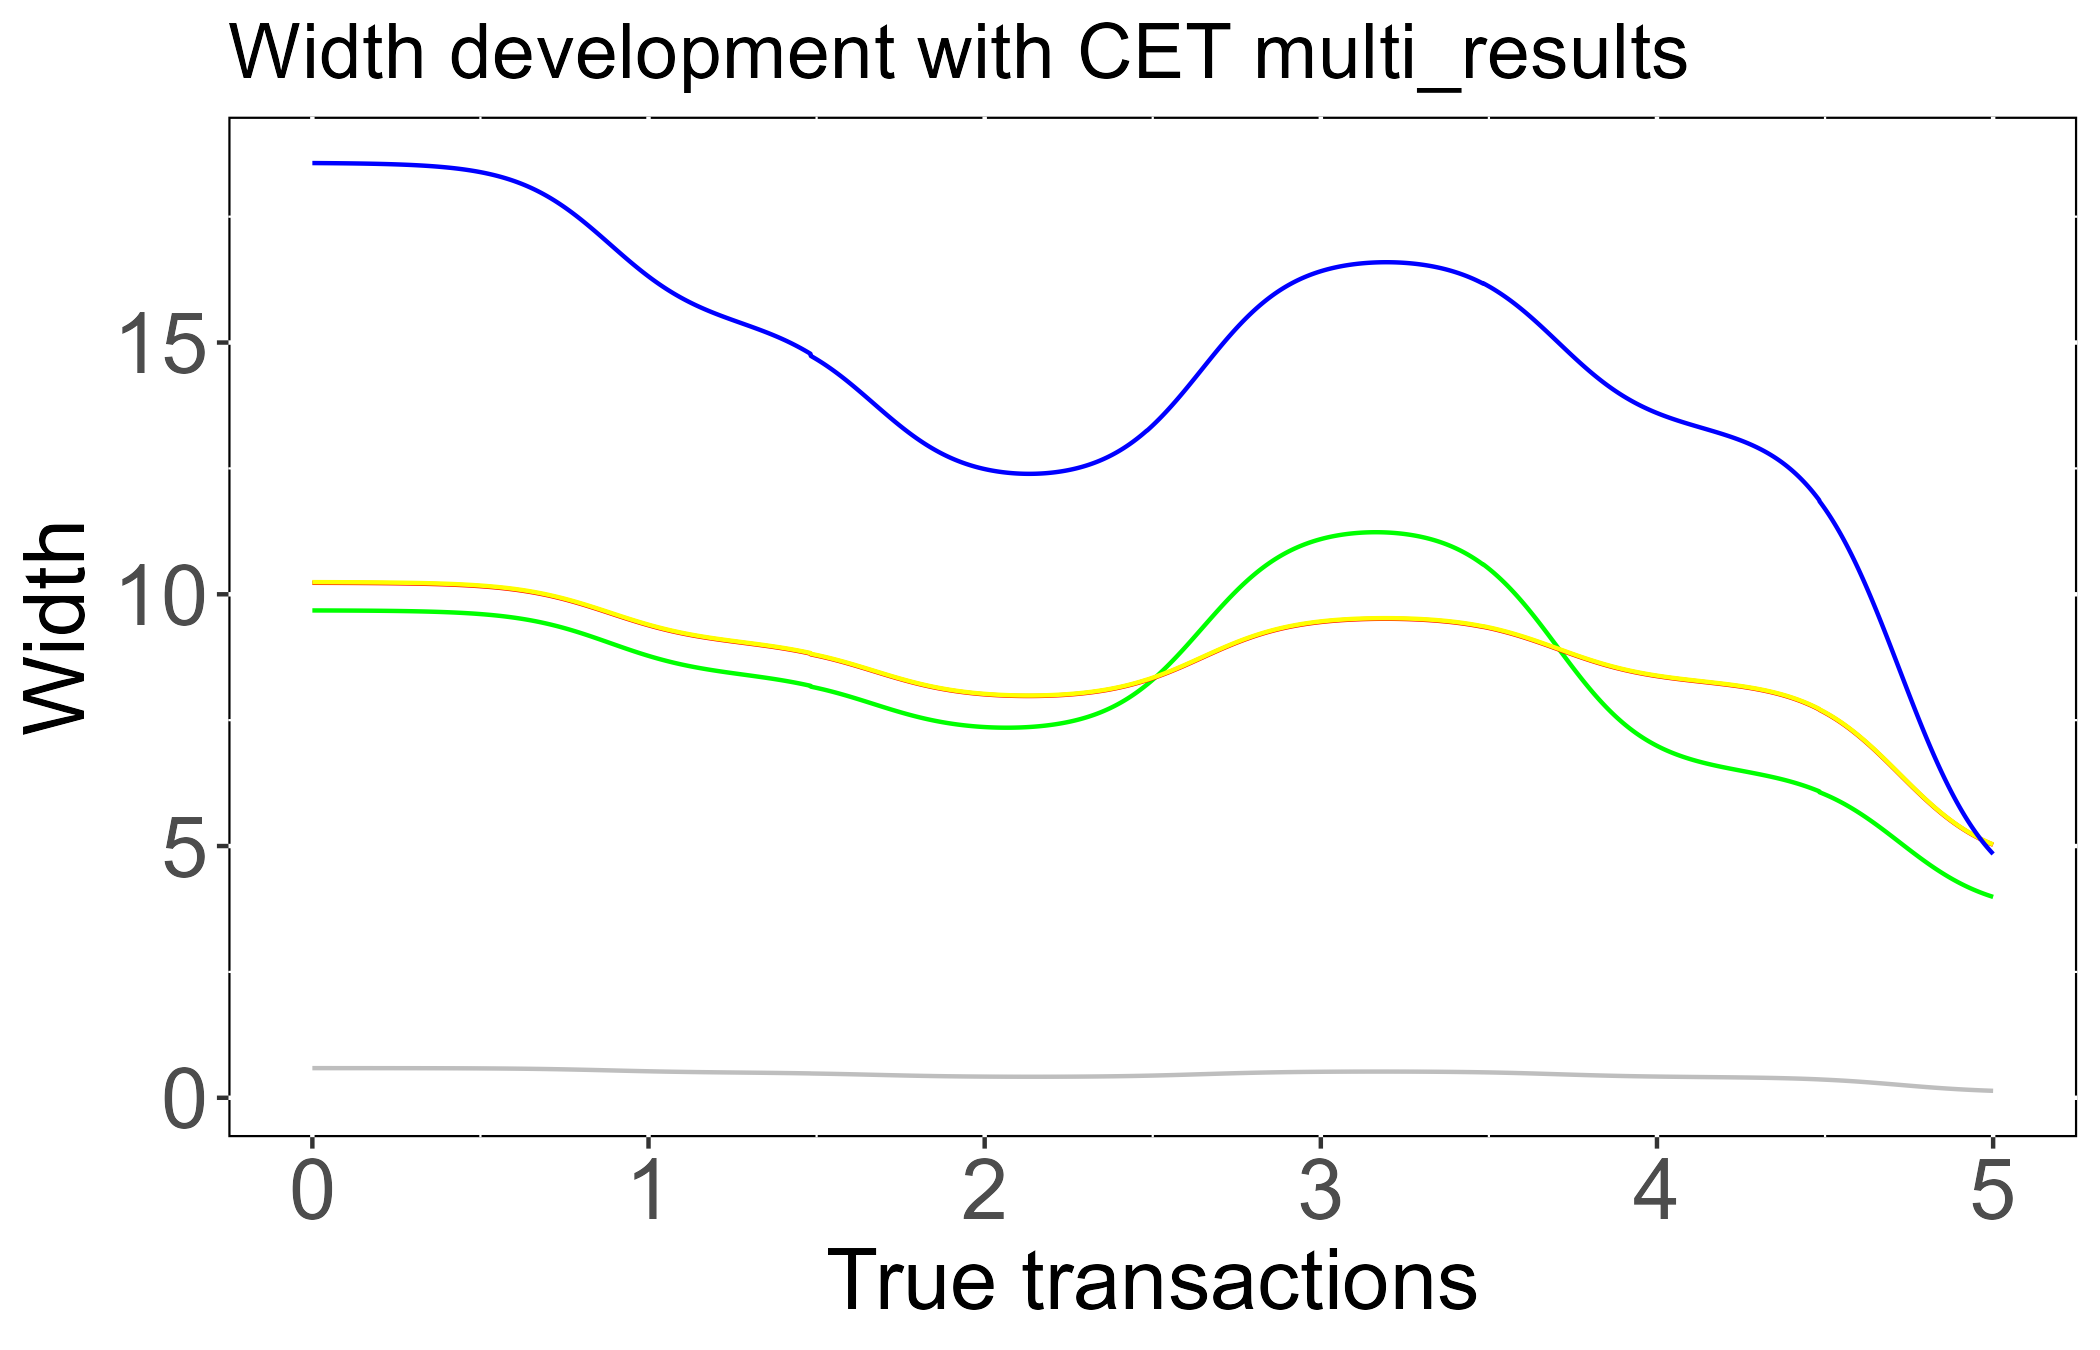 Width development with CET multi_results
Width
15
10
5
0
0 1 2 3 4 5
True transactions